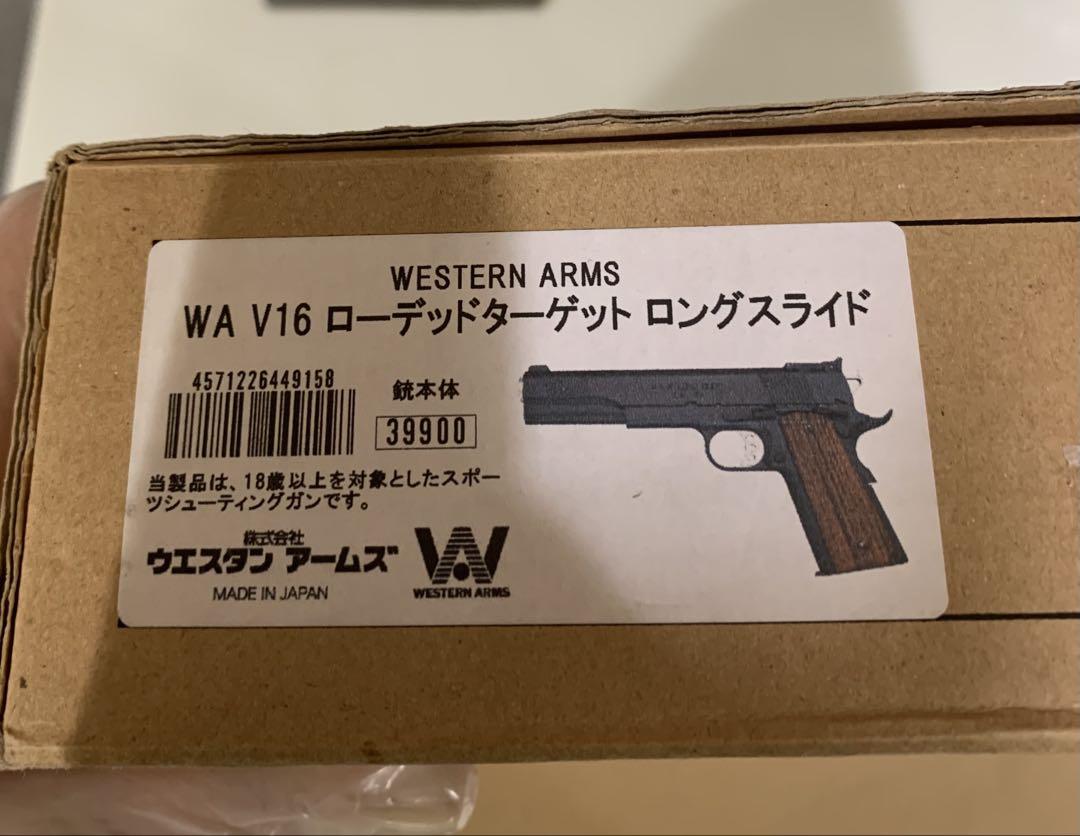 WESTERN ARMS
WA V16 ローデッドターゲット ロングスライド
4571226449158
銃本体
39900
当製品は、18歳以上を対象としたスポー
ツシューティングガンです。
株式会社
ウエスタン アームズ
MADE IN JAPAN
WA
WESTERN ARMS